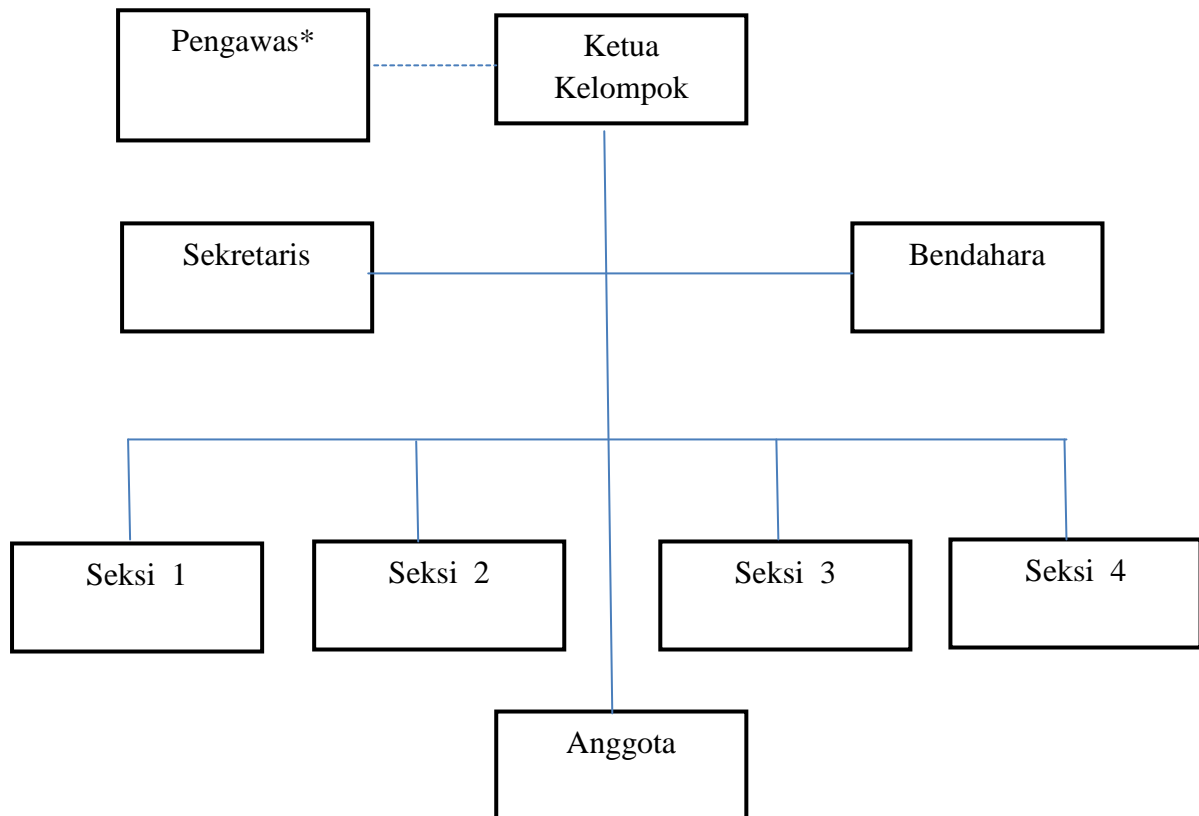 Pengawas*
Ketua
Kelompok
Sekretaris
Bendahara
Seksi 1
Seksi 2
Seksi 3
Seksi 4
Anggota